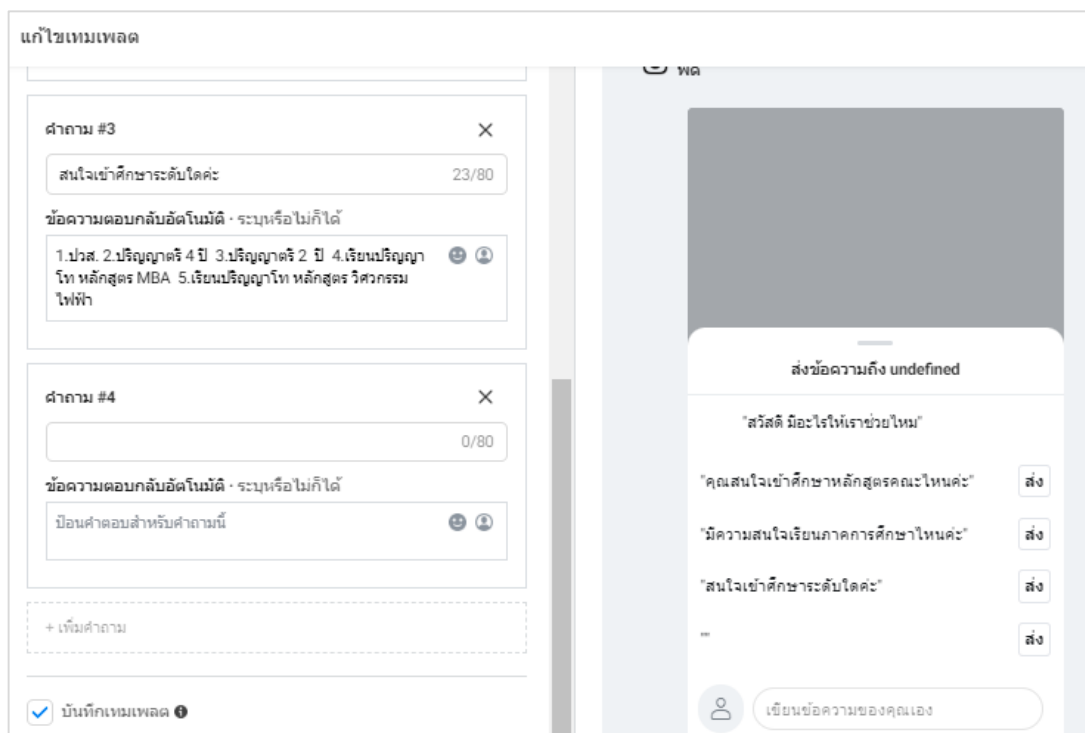 แก้ไขเทมเพลต
คำถาม #3
สนใจเข้าศึกษาระดับใดค่ะ
23/80
ข้อความตอบกลับอัตโนมัติ · ระบุหรือไม่ก็ได้
1.ปวส. 2.ปริญญาตรี 4 ปี 3.ปริญญาตรี 2 ปี 4.เรียนปริญญา
โท หลักสูตร MBA 5.เรียนปริญญาโท หลักสูตร วิศวกรรม
ไฟฟ้า
คำถาม #4
0/80
ข้อความตอบกลับอัตโนมัติ · ระบุหรือไม่ก็ได้
ป้อนคำตอบสำหรับคำถามนี้
+ เพิ่มคำถาม
บันทึกเทมเพลต
ฟีด
ส่งข้อความถึง undefined
"สวัสดี มีอะไรให้เราช่วยไหม"
"คุณสนใจเข้าศึกษาหลักสูตรคณะไหนค่ะ" ส่ง
"มีความสนใจเรียนภาคการศึกษาไหนค่ะ" ส่ง
"สนใจเข้าศึกษาระดับใดค่ะ" ส่ง
"" ส่ง
เขียนข้อความของคุณเอง